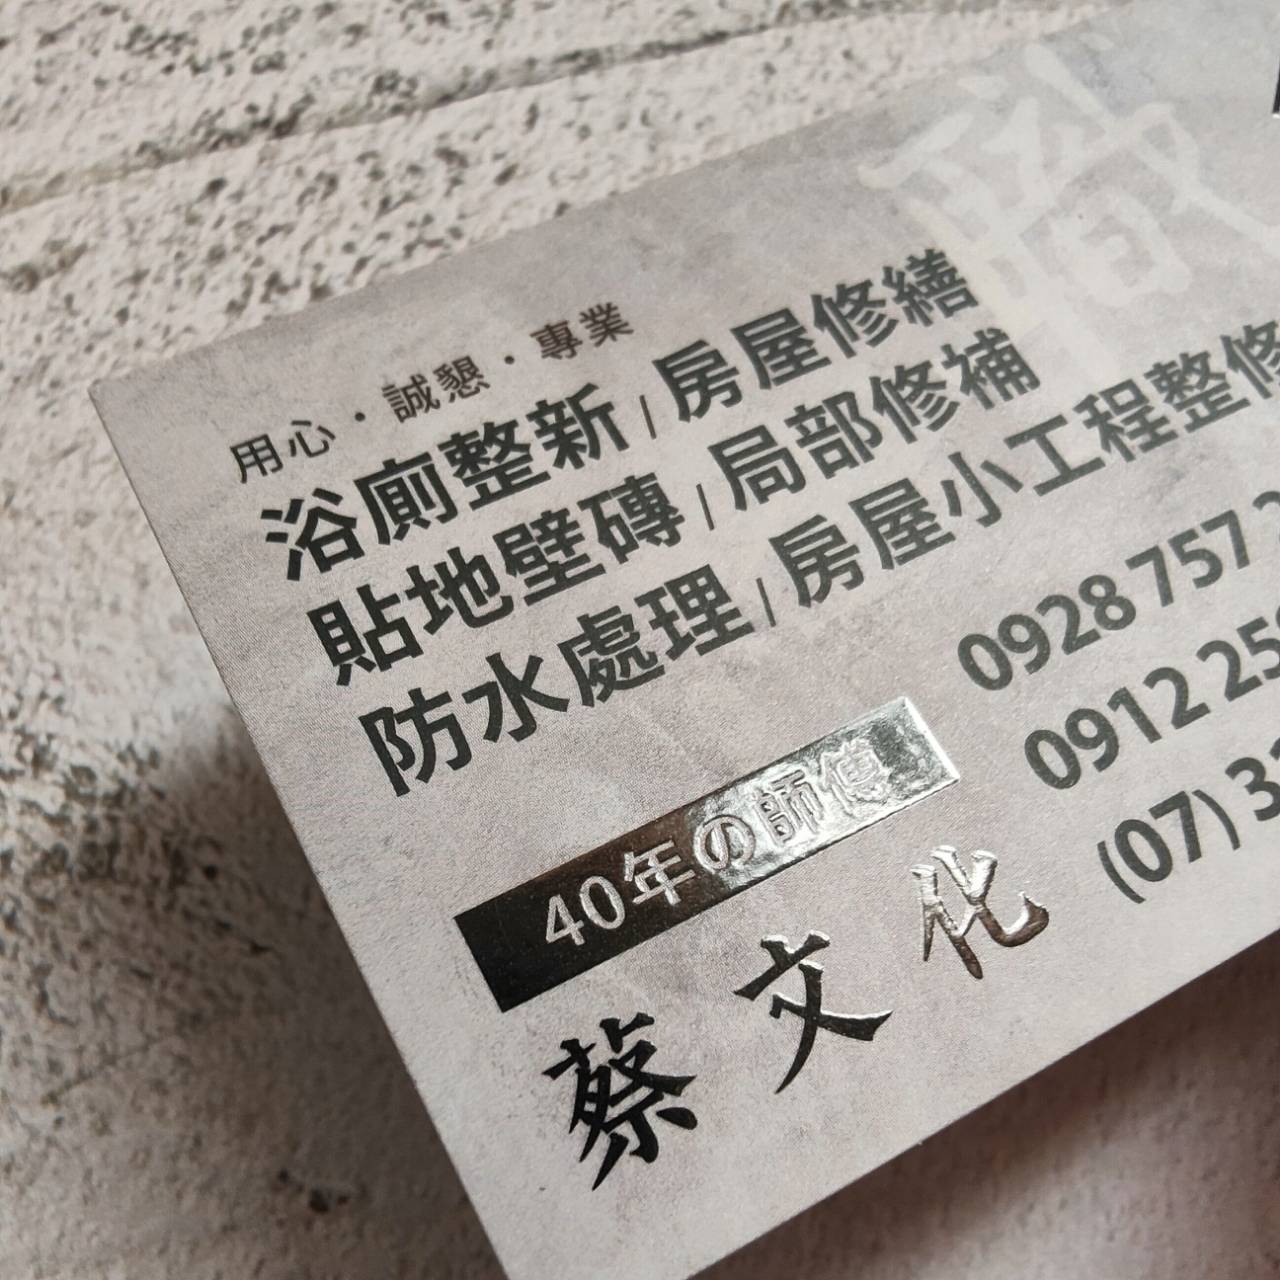 職
用心・誠懇・專業
浴廁整新 / 房屋修繕
貼地壁磚 / 局部修補
防水處理 / 房屋小工程整修
0928 757
0912 25
(07) 3
40年の師傅
蔡文化